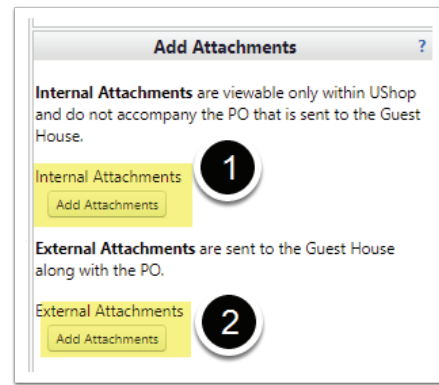 Add Attachments ?
Internal Attachments are viewable only within UShop
and do not accompany the PO that is sent to the Guest
House.
1
Internal Attachments
Add Attachments
External Attachments are sent to the Guest House
along with the PO.
External Attachments
2
Add Attachments